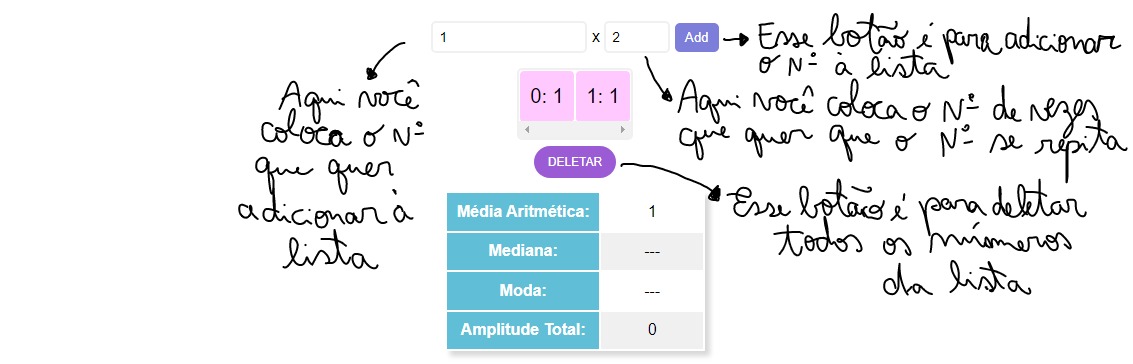 1 x 2 Add
Esse botão é para adicionar
o Nº à lista
Aqui você
coloca o Nº
que quer
adicionar à
lista
0: 1 1: 1
Aqui você coloca o Nº de vezes
que quer que o Nº se repita
DELETAR
Esse botão é para deletar
todos os números
da lista
Média Aritmética: 1
Mediana: ---
Moda: ---
Amplitude Total: 0